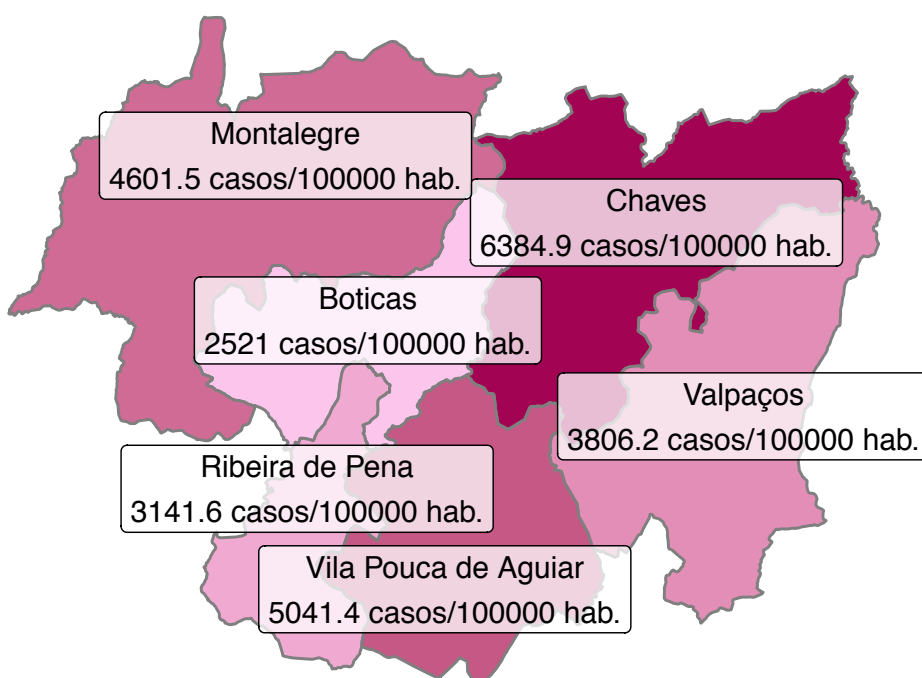 Montalegre
4601.5 casos/100000 hab.
Chaves
6384.9 casos/100000 hab.
Boticas
2521 casos/100000 hab.
Valpaços
3806.2 casos/100000 hab.
Ribeira de Pena
3141.6 casos/100000 hab.
Vila Pouca de Aguiar
5041.4 casos/100000 hab.